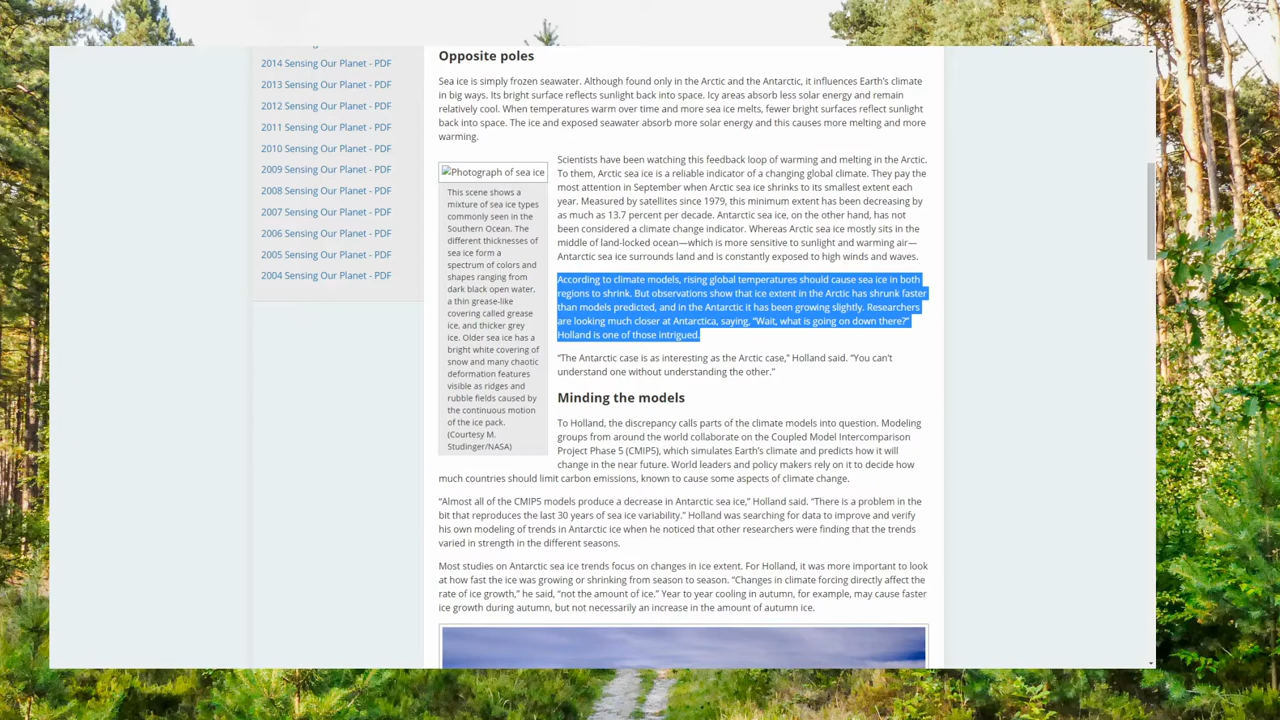 2014 Sensing Our Planet - PDF
2013 Sensing Our Planet - PDF
2012 Sensing Our Planet - PDF
2011 Sensing Our Planet - PDF
2010 Sensing Our Planet - PDF
2009 Sensing Our Planet - PDF
2008 Sensing Our Planet - PDF
2007 Sensing Our Planet - PDF
2006 Sensing Our Planet - PDF
2005 Sensing Our Planet - PDF
2004 Sensing Our Planet - PDF
Opposite poles
Sea ice is simply frozen seawater. Although found only in the Arctic and the Antarctic, it influences Earth’s climate
in big ways. Its bright surface reflects sunlight back into space. Icy areas absorb less solar energy and remain
relatively cool. When temperatures warm over time and more sea ice melts, fewer bright surfaces reflect sunlight
back into space. The ice and exposed seawater absorb more solar energy and this causes more melting and more
warming.
Photograph of sea ice
This scene shows a
mixture of sea ice types
commonly seen in the
Southern Ocean. The
different thicknesses of
sea ice form a
spectrum of colors and
shapes ranging from
dark black open water,
a thin grease-like
covering called grease
ice, and thicker grey
ice. Older sea ice has a
bright white covering of
snow and many chaotic
deformation features
visible as ridges and
rubble fields caused by
the continuous motion
of the ice pack.
(Courtesy M.
Studinger/NASA)
Scientists have been watching this feedback loop of warming and melting in the Arctic.
To them, Arctic sea ice is a reliable indicator of a changing global climate. They pay the
most attention in September when Arctic sea ice shrinks to its smallest extent each
year. Measured by satellites since 1979, this minimum extent has been decreasing by
as much as 13.7 percent per decade. Antarctic sea ice, on the other hand, has not
been considered a climate change indicator. Whereas Arctic sea ice mostly sits in the
middle of land-locked ocean—which is more sensitive to sunlight and warming air—
Antarctic sea ice surrounds land and is constantly exposed to high winds and waves.
According to climate models, rising global temperatures should cause sea ice in both
regions to shrink. But observations show that ice extent in the Arctic has shrunk faster
than models predicted, and in the Antarctic it has been growing slightly. Researchers
are looking much closer at Antarctica, saying, “Wait, what is going on down there?”
Holland is one of those intrigued.
“The Antarctic case is as interesting as the Arctic case,” Holland said. “You can’t
understand one without understanding the other.”
Minding the models
To Holland, the discrepancy calls parts of the climate models into question. Modeling
groups from around the world collaborate on the Coupled Model Intercomparison
Project Phase 5 (CMIP5), which simulates Earth’s climate and predicts how it will
change in the near future. World leaders and policy makers rely on it to decide how
much countries should limit carbon emissions, known to cause some aspects of climate change.
“Almost all of the CMIP5 models produce a decrease in Antarctic sea ice,” Holland said. “There is a problem in the
bit that reproduces the last 30 years of sea ice variability.” Holland was searching for data to improve and verify
his own modeling of trends in Antarctic ice when he noticed that other researchers were finding that the trends
varied in strength in the different seasons.
Most studies on Antarctic sea ice trends focus on changes in ice extent. For Holland, it was more important to look
at how fast the ice was growing or shrinking from season to season. “Changes in climate forcing directly affect the
rate of ice growth,” he said, “not the amount of ice.” Year to year cooling in autumn, for example, may cause faster
ice growth during autumn, but not necessarily an increase in the amount of autumn ice.